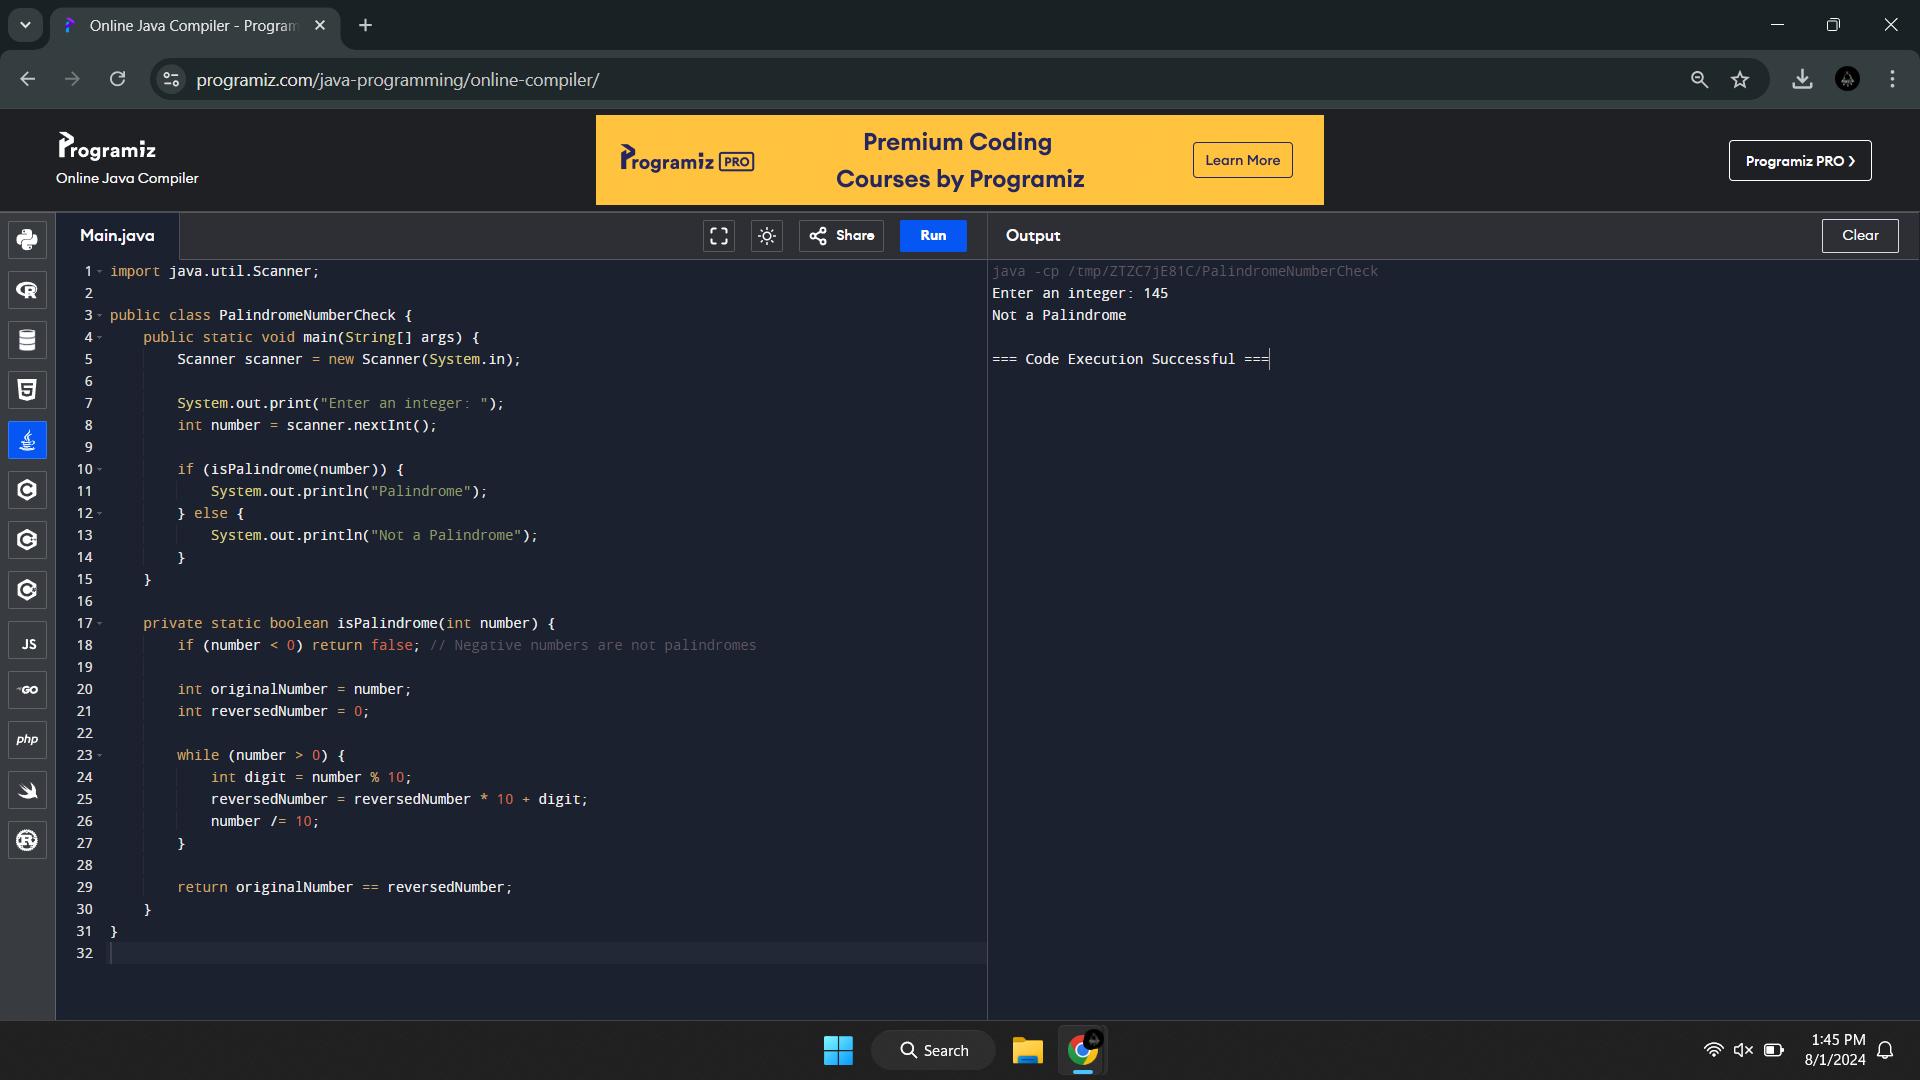 Online Java Compiler - Program
programiz.com/java-programming/online-compiler/
Programiz
Online Java Compiler
Programiz PRO
Premium Coding
Courses by Programiz
Learn More
Programiz PRO
Main.java
Share
Run
Output
Clear
1 import java.util.Scanner;
2
3 public class PalindromeNumberCheck {
4     public static void main(String[] args) {
5         Scanner scanner = new Scanner(System.in);
6
7         System.out.print("Enter an integer: ");
8         int number = scanner.nextInt();
9
10         if (isPalindrome(number)) {
11             System.out.println("Palindrome");
12         } else {
13             System.out.println("Not a Palindrome");
14         }
15     }
16
17     private static boolean isPalindrome(int number) {
18         if (number < 0) return false; // Negative numbers are not palindromes
19
20         int originalNumber = number;
21         int reversedNumber = 0;
22
23         while (number > 0) {
24             int digit = number % 10;
25             reversedNumber = reversedNumber * 10 + digit;
26             number /= 10;
27         }
28
29         return originalNumber == reversedNumber;
30     }
31 }
32
java -cp /tmp/ZTZC7jE81C/PalindromeNumberCheck
Enter an integer: 145
Not a Palindrome
=== Code Execution Successful ===
R
5
C
C
C
JS
GO
php
R
Search
1:45 PM
8/1/2024